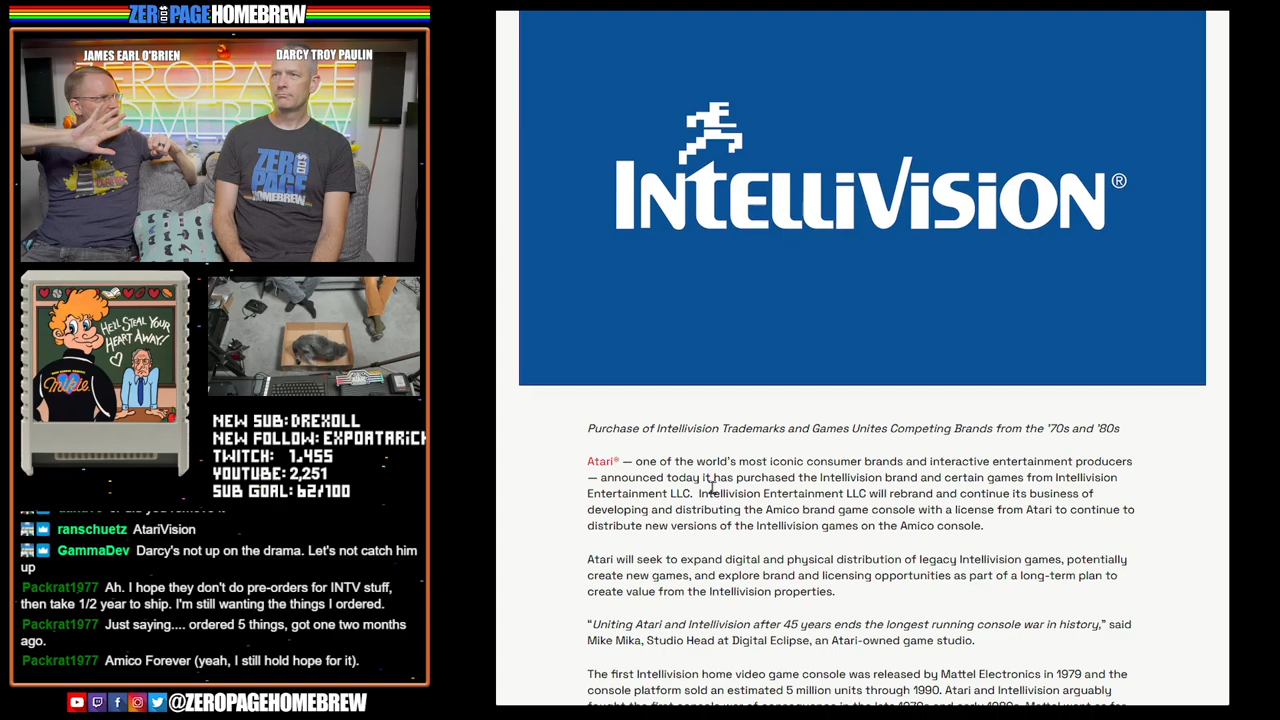 ZEROPAGE HOMEBREW
JAMES EARL O'BRIEN
DARCY TROY PAULIN
ZERO
PAGE
HOMEBREW
HE'LL STEAL YOUR
HEART AWAY!!
Mikie
NEW SUB: DREXOLL
NEW FOLLOW: EXPOATARICH
TWITCH: 1,455
YOUTUBE: 2,251
SUB GOAL: 62/100
ranschuetz AtariVision
GammaDev Darcy's not up on the drama. Let's not catch him
up
Packrat1977 Ah. I hope they don't do pre-orders for INTV stuff,
then take 1/2 year to ship. I'm still wanting the things I ordered.
Packrat1977 Just saying.... ordered 5 things, got one two months
ago.
Packrat1977 Amico Forever (yeah, I still hold hope for it).
@ZEROPAGEHOMEBREW
INTELLIVISION®
Purchase of Intellivision Trademarks and Games Unites Competing Brands from the '70s and '80s
Atari® — one of the world's most iconic consumer brands and interactive entertainment producers
— announced today it has purchased the Intellivision brand and certain games from Intellivision
Entertainment LLC. Intellivision Entertainment LLC will rebrand and continue its business of
developing and distributing the Amico brand game console with a license from Atari to continue to
distribute new versions of the Intellivision games on the Amico console.
Atari will seek to expand digital and physical distribution of legacy Intellivision games, potentially
create new games, and explore brand and licensing opportunities as part of a long-term plan to
create value from the Intellivision properties.
"Uniting Atari and Intellivision after 45 years ends the longest running console war in history," said
Mike Mika, Studio Head at Digital Eclipse, an Atari-owned game studio.
The first Intellivision home video game console was released by Mattel Electronics in 1979 and the
console platform sold an estimated 5 million units through 1990. Atari and Intellivision arguably